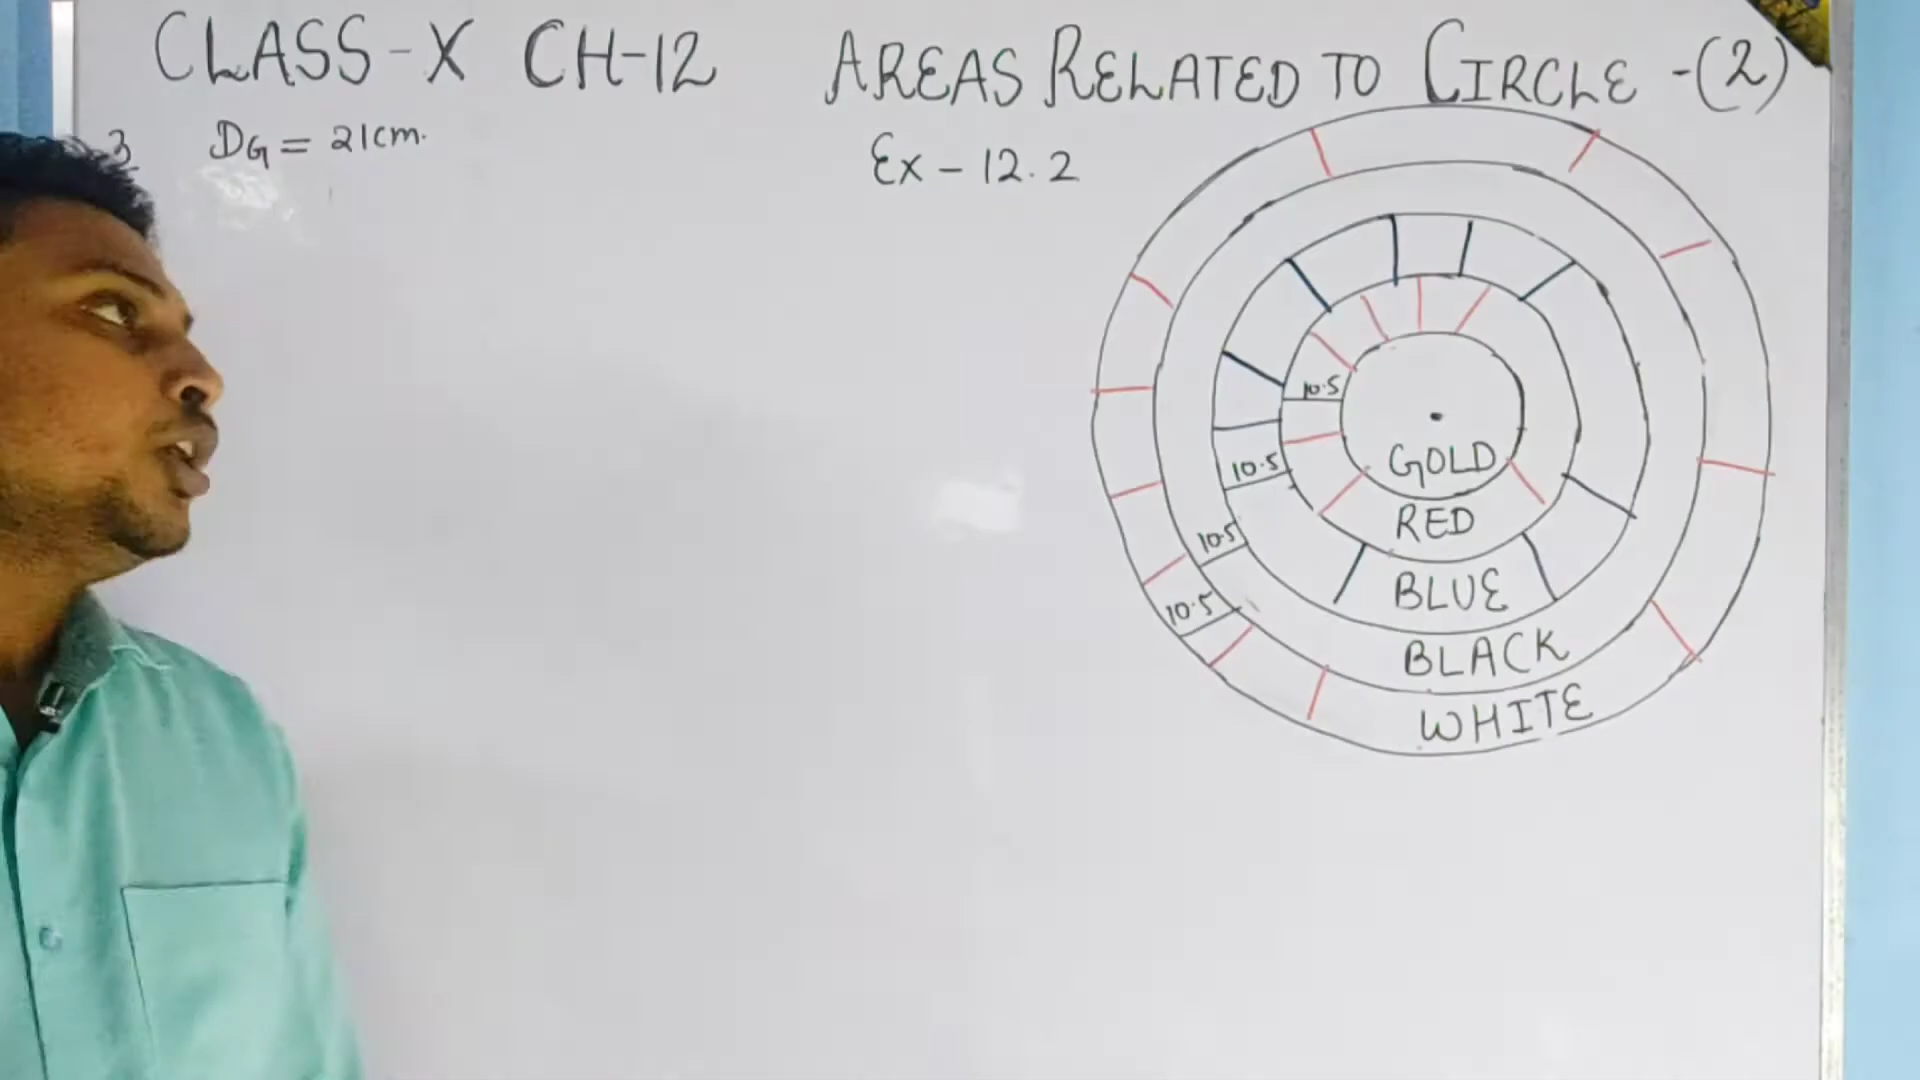 CLASS-X CH-12 AREAS RELATED TO CIRCLE -(2)
3 DG = 21cm.
Ex - 12.2
10.5
10.5
10.5
10.5
GOLD
RED
BLUE
BLACK
WHITE